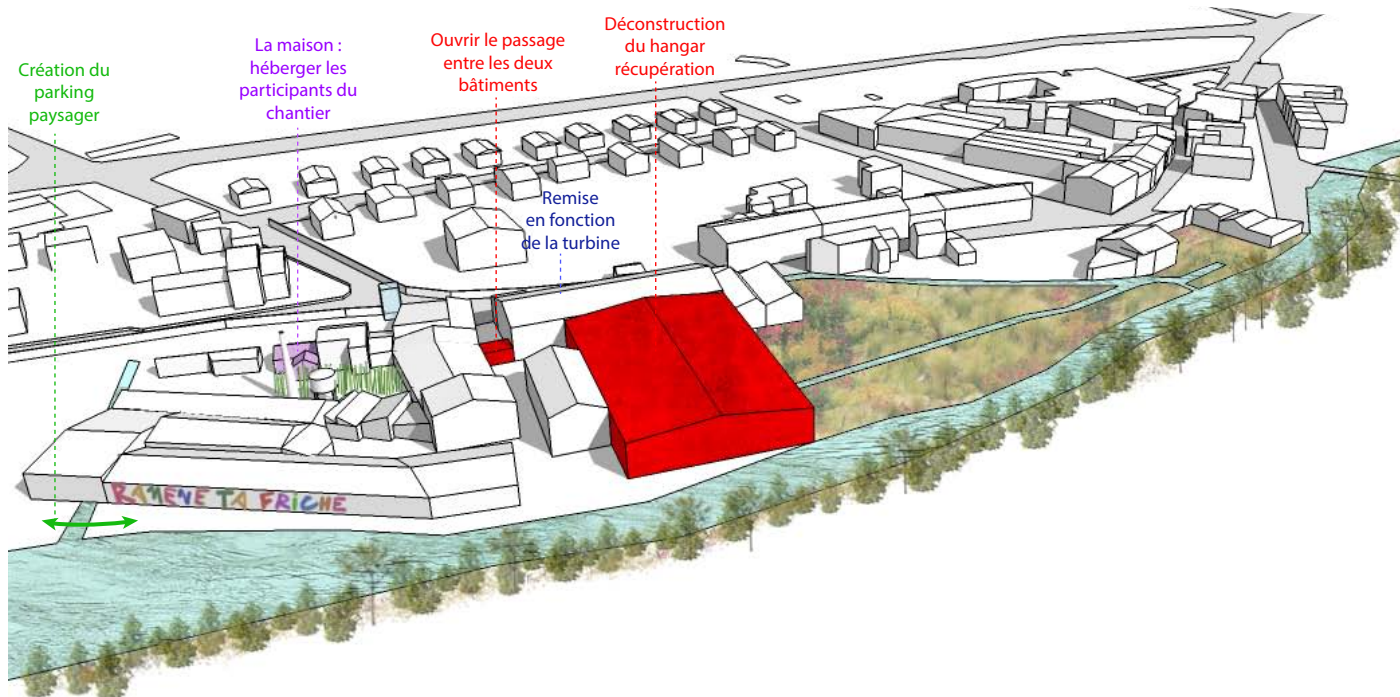 Création du
parking
paysager
La maison :
héberger les
participants du
chantier
Ouvrir le passage
entre les deux
bâtiments
Déconstruction
du hangar
récupération
Remise
en fonction
de la turbine
RAMENE TA FRICHE